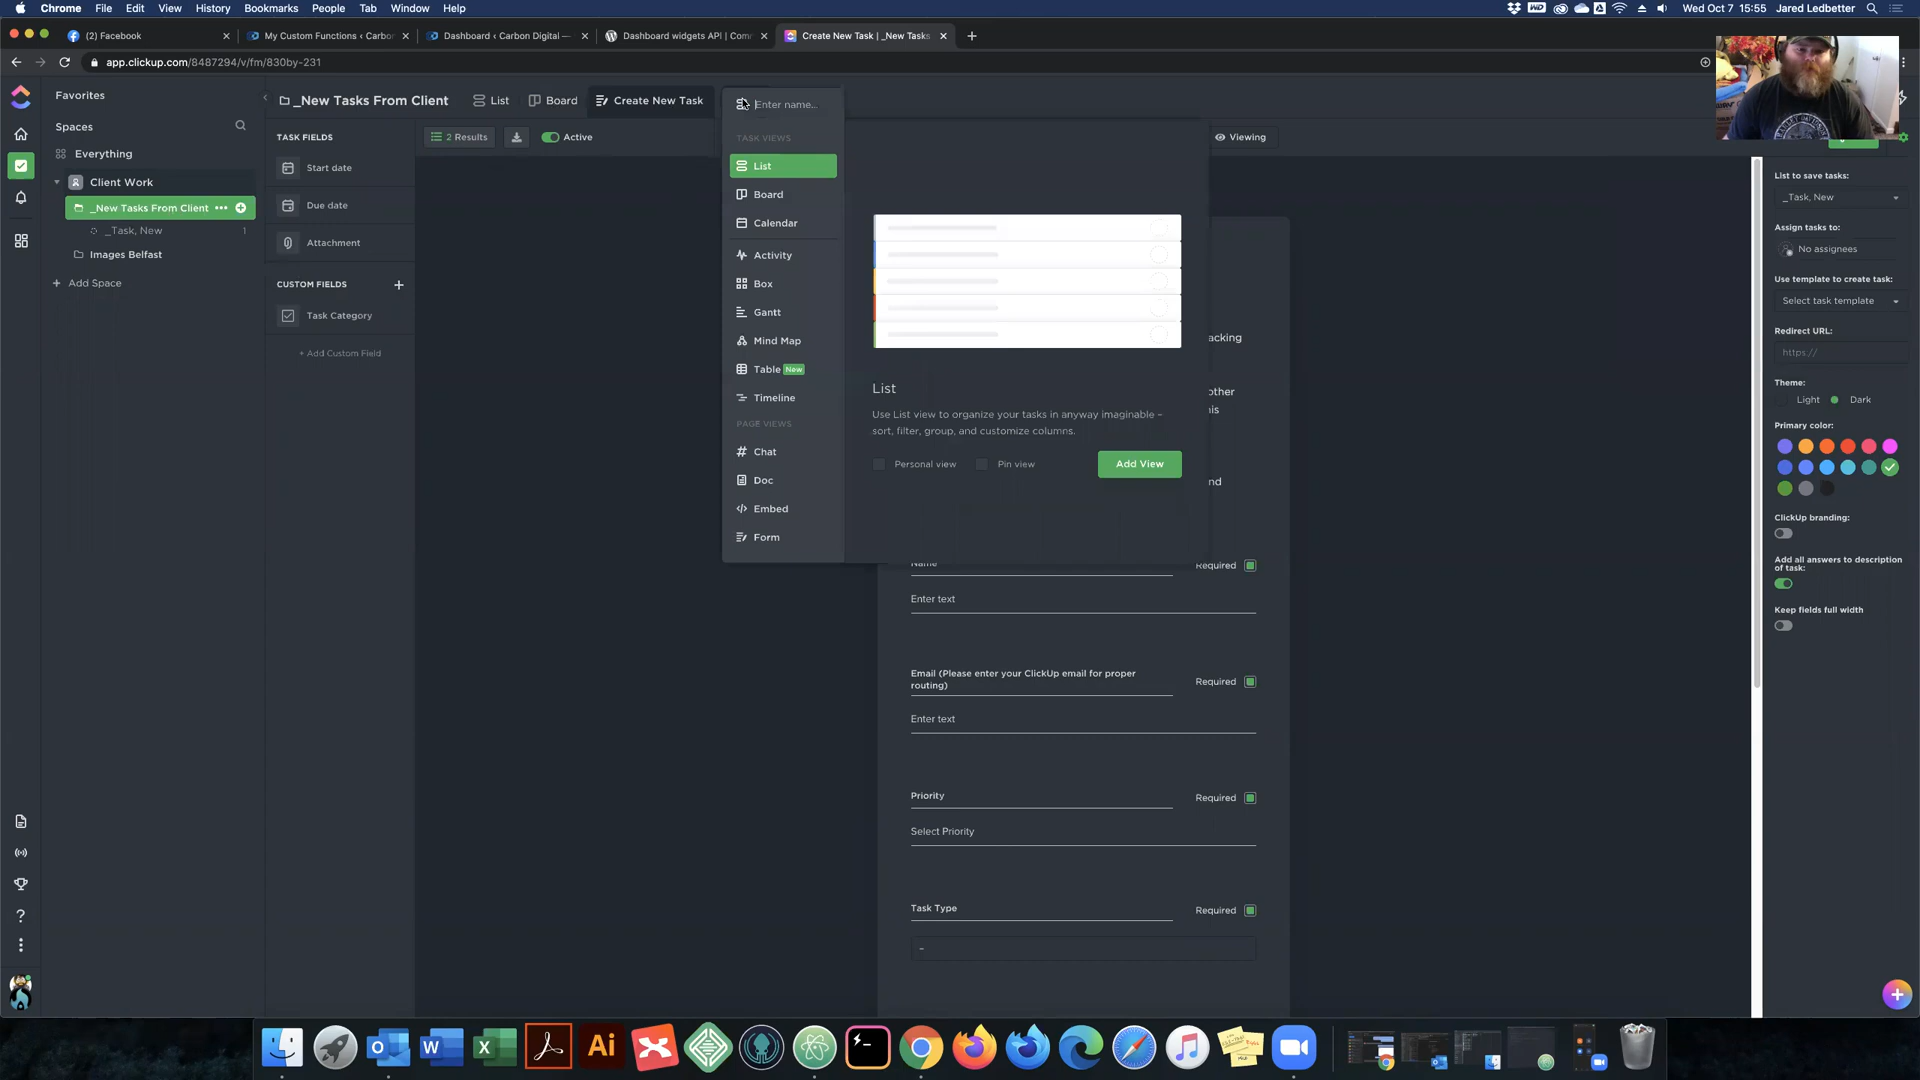 Chrome File Edit View History Bookmarks People Tab Window Help
Wed Oct 7 15:55 Jared Ledbetter
(2) Facebook
My Custom Functions ‹ Carbon
Dashboard ‹ Carbon Digital —
Dashboard widgets API | Com
Create New Task | _New Tasks
app.clickup.com/8487294/v/fm/830by-231
Favorites
Spaces
Everything
Client Work
_New Tasks From Client
_Task, New 1
Images Belfast
+ Add Space
_New Tasks From Client
List
Board
Create New Task
TASK FIELDS
Start date
Due date
Attachment
CUSTOM FIELDS +
Task Category
+ Add Custom Field
2 Results
Active
Viewing
Enter name...
TASK VIEWS
List
Board
Calendar
Activity
Box
Gantt
Mind Map
Table New
Timeline
PAGE VIEWS
Chat
Doc
Embed
Form
List
Use List view to organize your tasks in anyway imaginable –
sort, filter, group, and customize columns.
Personal view
Pin view
Add View
acking
other
his
nd
Name
Required
Enter text
Email (Please enter your ClickUp email for proper
routing)
Required
Enter text
Priority
Required
Select Priority
Task Type
Required
–
List to save tasks:
_Task, New
Assign tasks to:
No assignees
Use template to create task:
Select task template
Redirect URL:
https://
Theme:
Light
Dark
Primary color:
ClickUp branding:
Add all answers to description
of task:
Keep fields full width